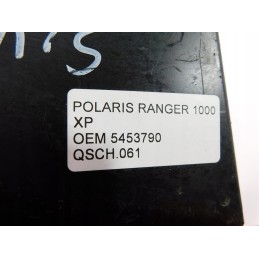 POLARIS RANGER 1000
XP
OEM 5453790
QSCH.061